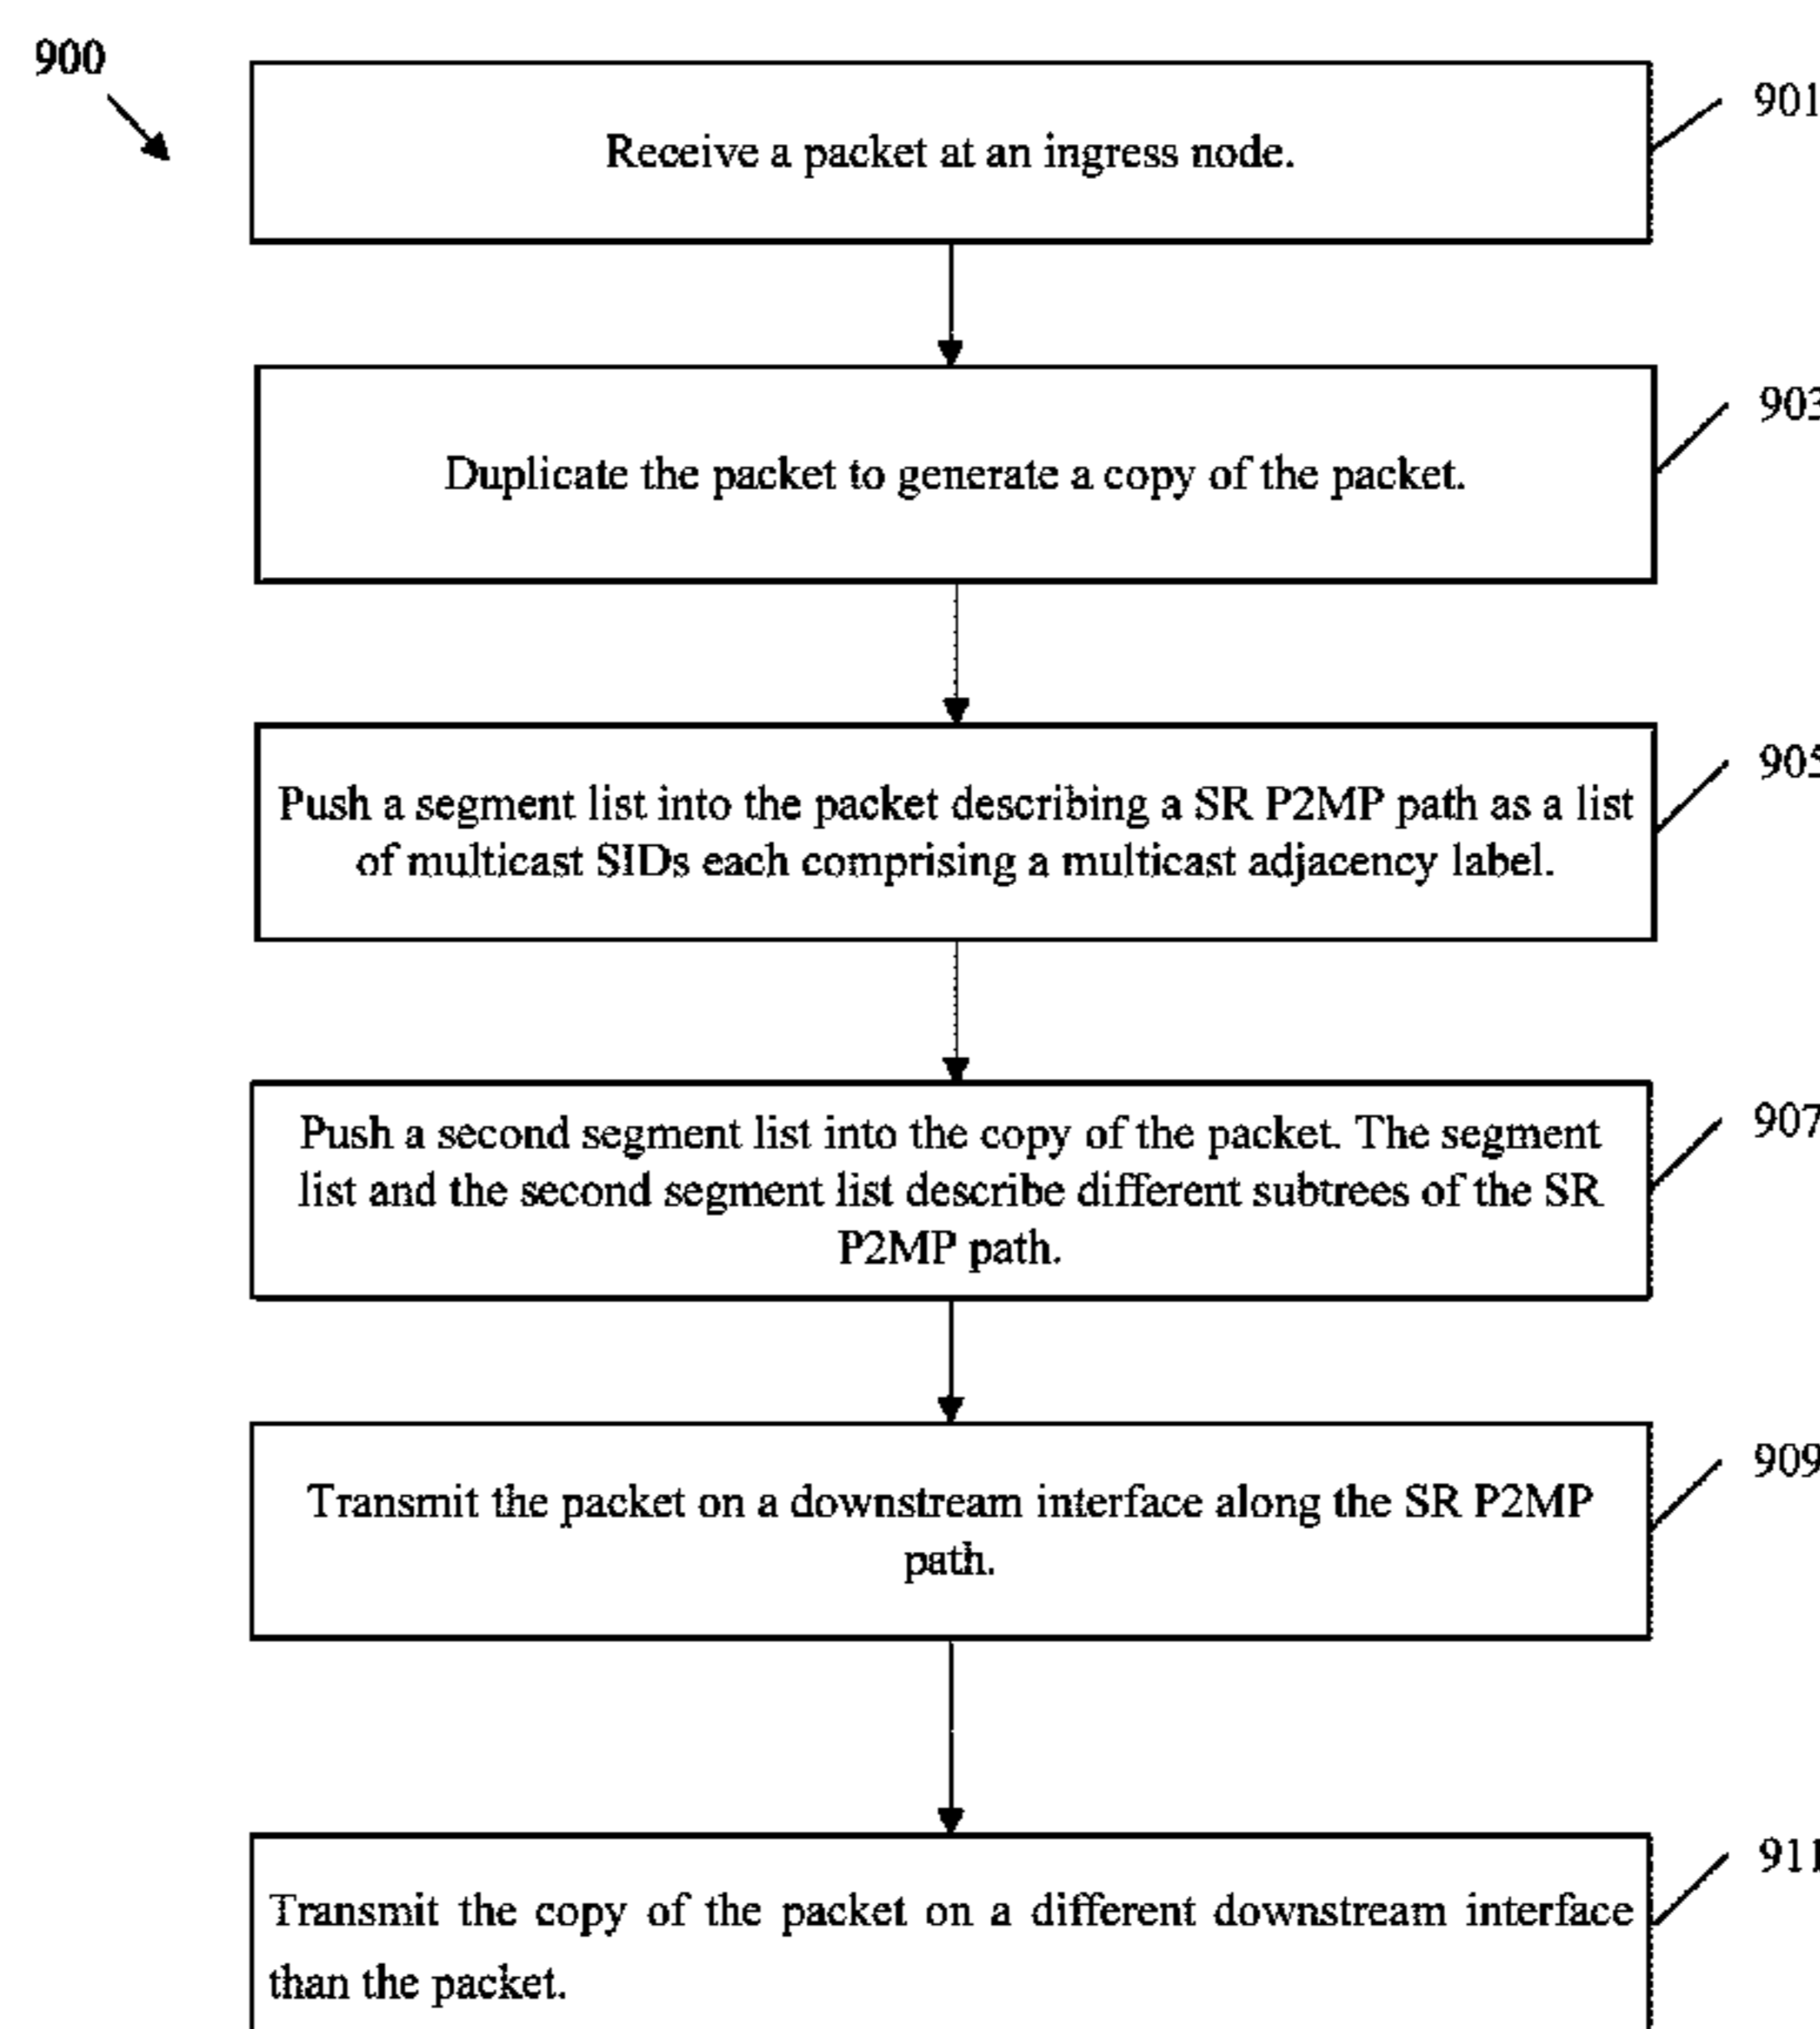 900
901
Receive a packet at an ingress node.
903
Duplicate the packet to generate a copy of the packet.
905
Push a segment list into the packet describing a SR P2MP path as a list
of multicast SIDs each comprising a multicast adjacency label.
907
Push a second segment list into the copy of the packet. The segment
list and the second segment list describe different subtrees of the SR
P2MP path.
909
Transmit the packet on a downstream interface along the SR P2MP
path.
911
Transmit the copy of the packet on a different downstream interface
than the packet.